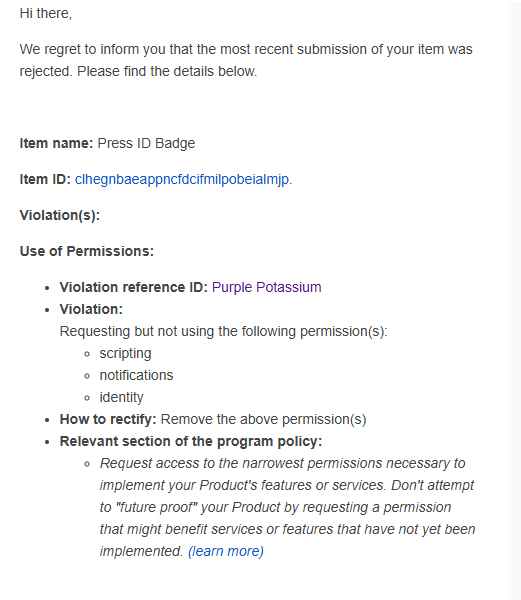 Hi there,
We regret to inform you that the most recent submission of your item was
rejected. Please find the details below.
Item name: Press ID Badge
Item ID: clhegnbaeappncfdcifmilpobeialmjp.
Violation(s):
Use of Permissions:
• Violation reference ID: Purple Potassium
• Violation:
Requesting but not using the following permission(s):
◦ scripting
◦ notifications
◦ identity
• How to rectify: Remove the above permission(s)
• Relevant section of the program policy:
◦ Request access to the narrowest permissions necessary to
implement your Product's features or services. Don't attempt
to "future proof" your Product by requesting a permission
that might benefit services or features that have not yet been
implemented. (learn more)